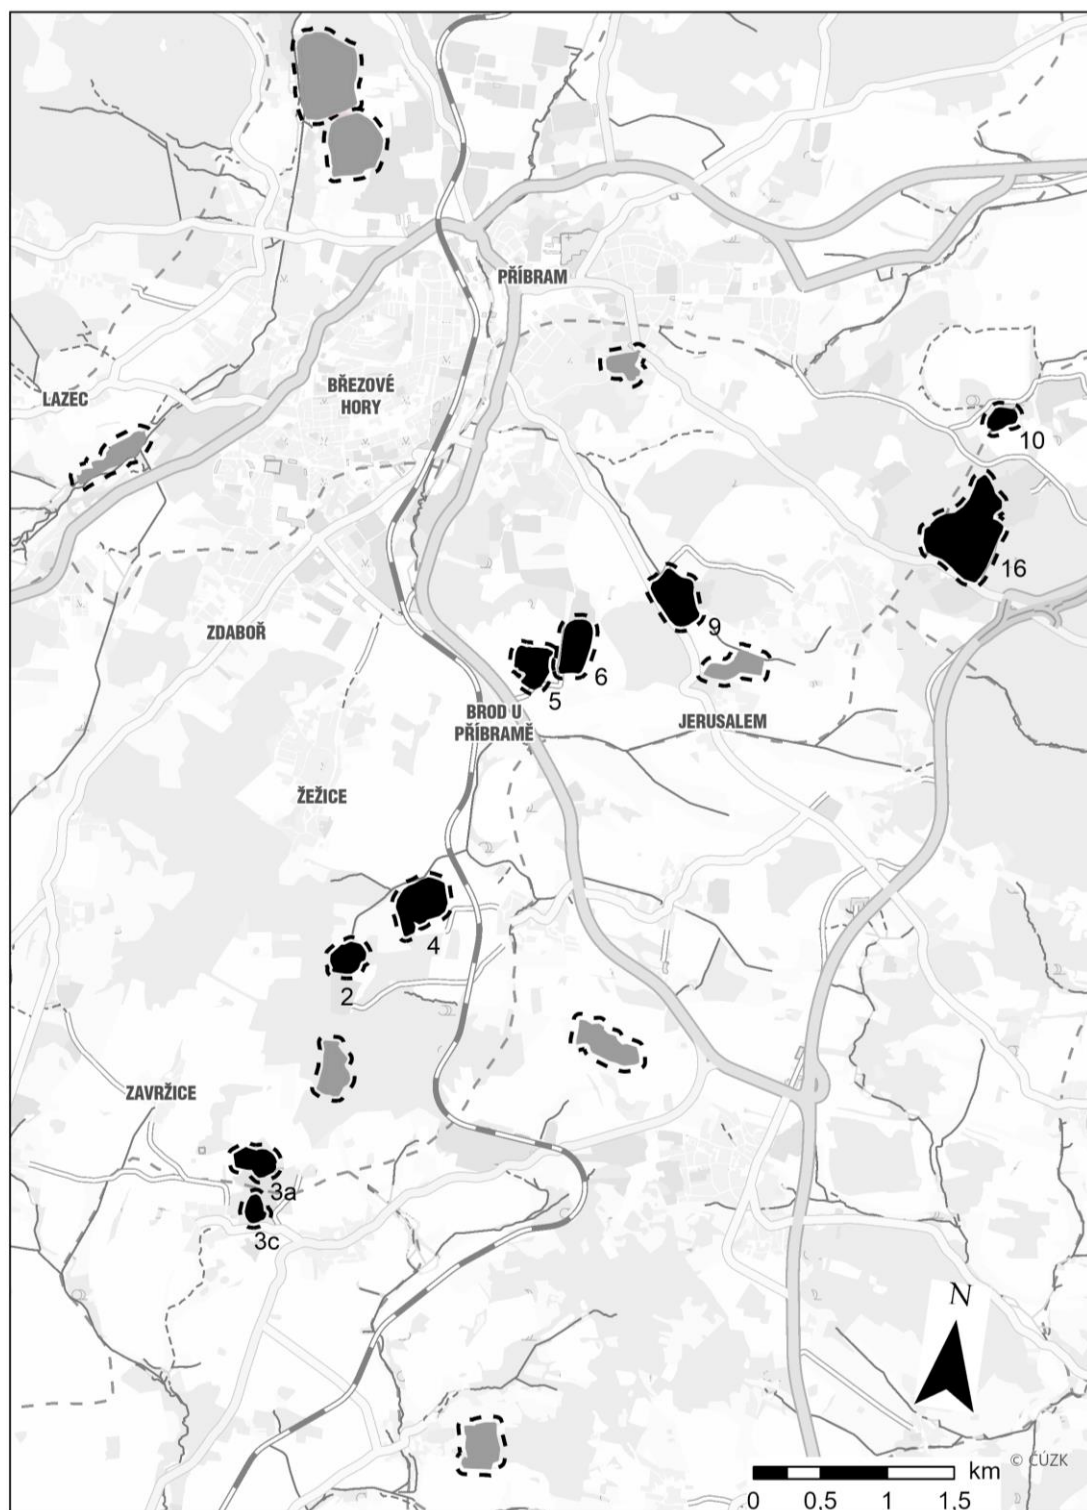 PŘÍBRAM
BŘEZOVÉ
HORY
LAZEC
10
16
ZDABOŘ
9
6
5
BROD U
PŘÍBRAMĚ
JERUSALEM
ŽEŽICE
4
2
ZAVRŽICE
3a
3c
N
© ČÚZK
km
0 0,5 1 1,5